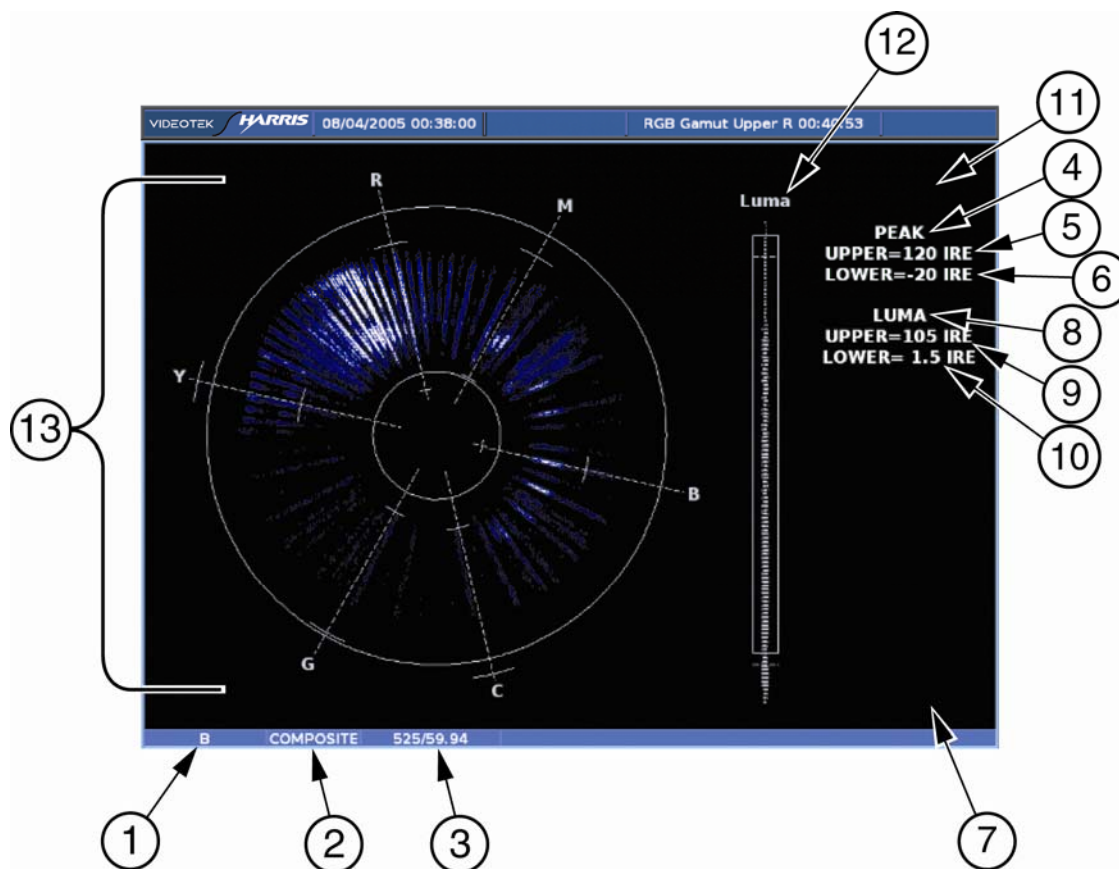 12
11
VIDEOTEK HARRIS 08/04/2005 00:38:00 RGB Gamut Upper R 00:40:53
R
M
Luma
4
PEAK
5
UPPER=120 IRE
LOWER=-20 IRE
6
LUMA
8
UPPER=105 IRE
LOWER= 1.5 IRE
9
Y
10
13
B
G
C
B COMPOSITE 525/59.94
1
2
3
7